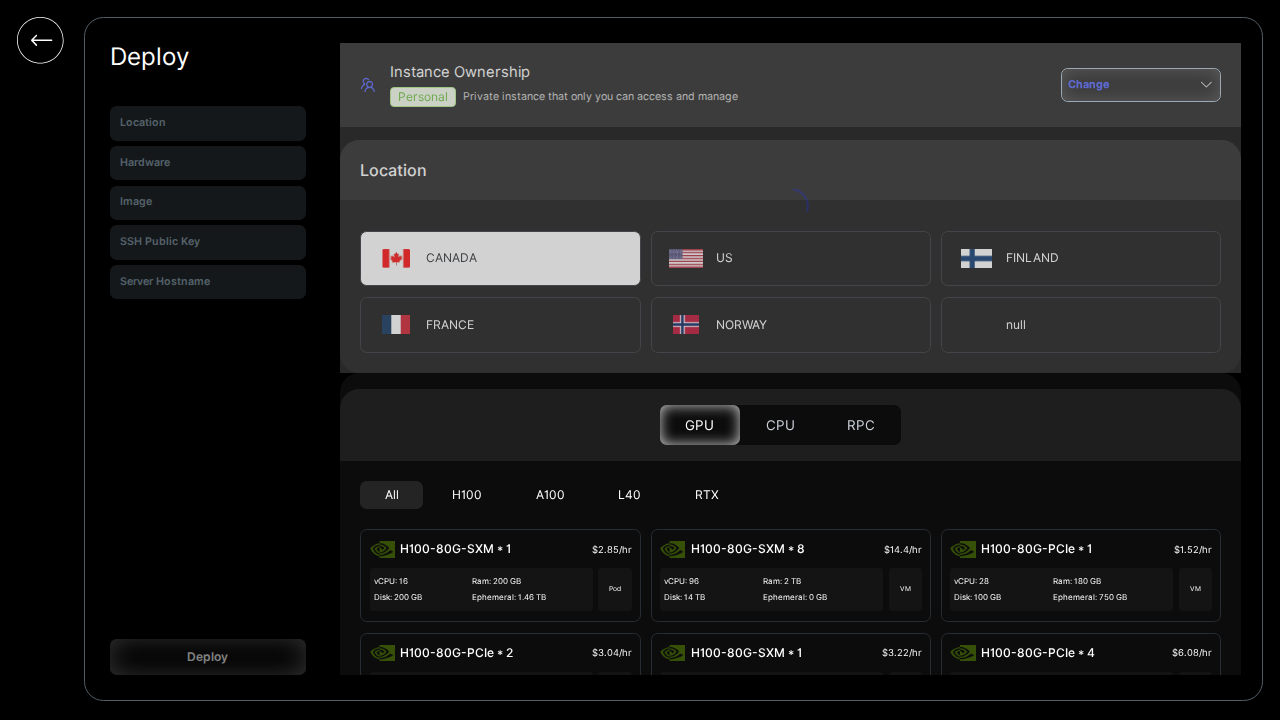 Deploy
Location
Hardware
Image
SSH Public Key
Server Hostname
Deploy
Instance Ownership
Personal Private instance that only you can access and manage
Change
Location
CANADA
US
FINLAND
FRANCE
NORWAY
null
GPU CPU RPC
All H100 A100 L40 RTX
H100-80G-SXM * 1 $2.85/hr
vCPU: 16 Ram: 200 GB
Disk: 200 GB Ephemeral: 1.46 TB
Pod
H100-80G-SXM * 8 $14.4/hr
vCPU: 96 Ram: 2 TB
Disk: 14 TB Ephemeral: 0 GB
VM
H100-80G-PCIe * 1 $1.52/hr
vCPU: 28 Ram: 180 GB
Disk: 100 GB Ephemeral: 750 GB
VM
H100-80G-PCIe * 2 $3.04/hr
H100-80G-SXM * 1 $3.22/hr
H100-80G-PCIe * 4 $6.08/hr